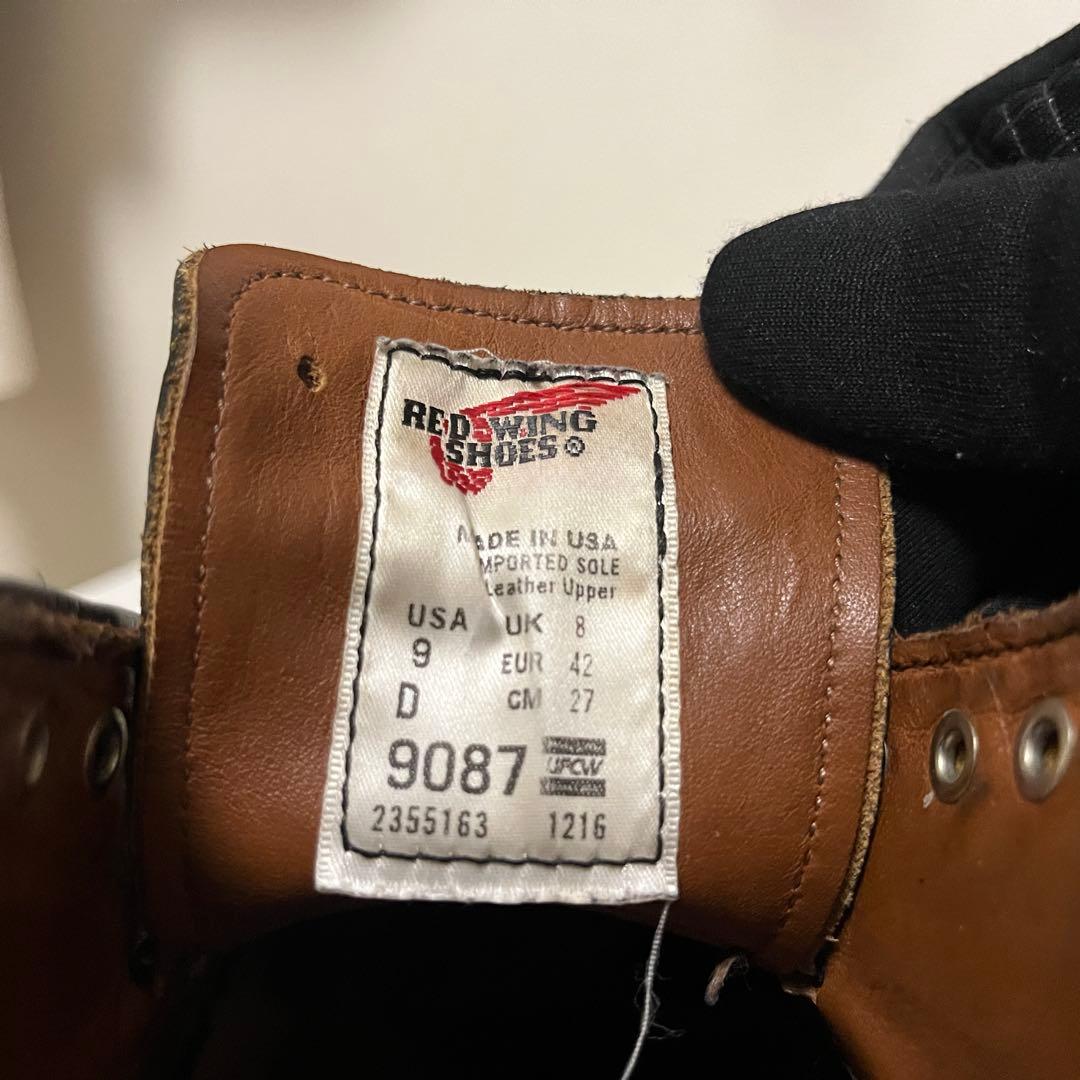 RED WING
SHOES ®
MADE IN USA
IMPORTED SOLE
Leather Upper
USA
9
D
UK 8
EUR 42
CM 27
9087
UFCW
2355163 1216